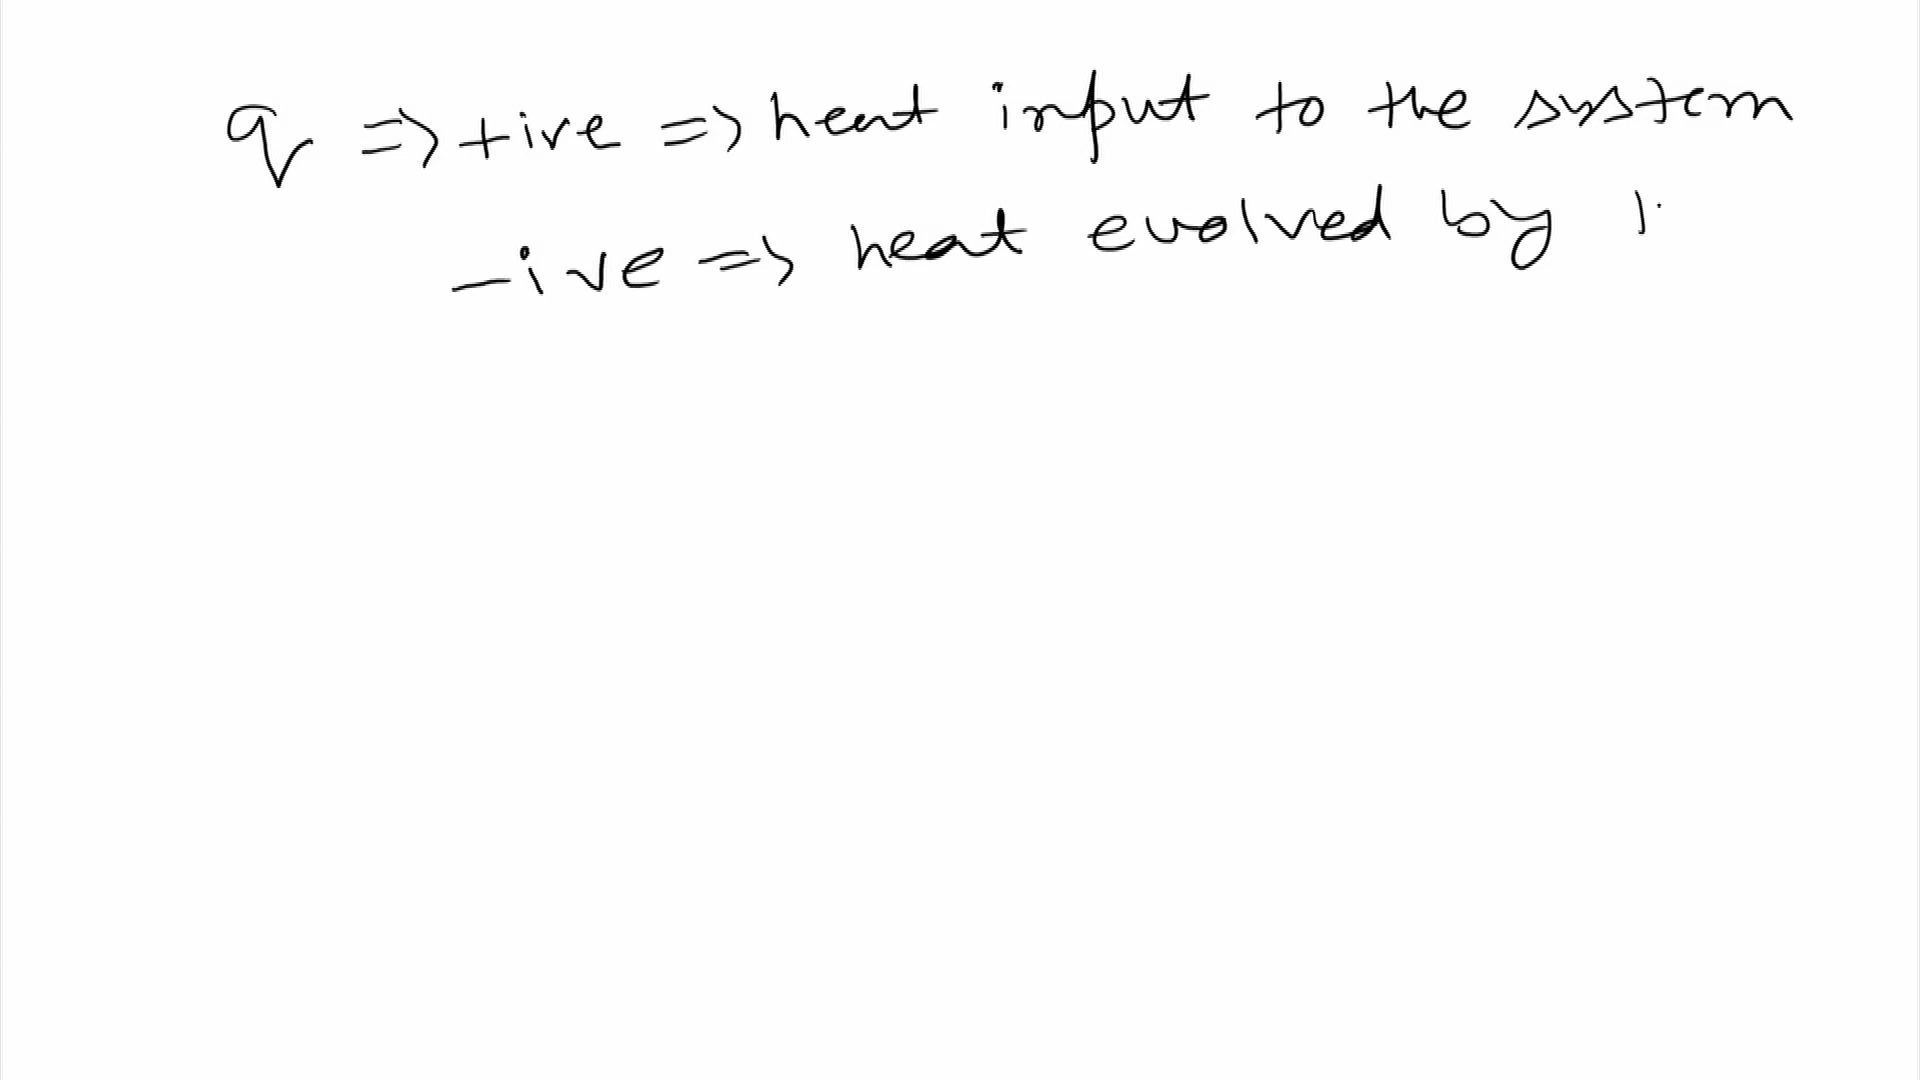 q => +ive => heat input to the system
-ive => heat evolved by